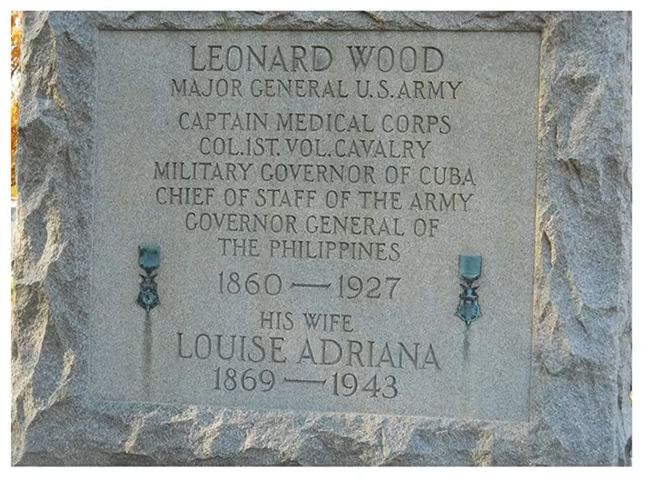 LEONARD WOOD
MAJOR GENERAL U.S. ARMY
CAPTAIN MEDICAL CORPS
COL. 1ST. VOL. CAVALRY
MILITARY GOVERNOR OF CUBA
CHIEF OF STAFF OF THE ARMY
GOVERNOR GENERAL OF
THE PHILIPPINES
1860 — 1927
HIS WIFE
LOUISE ADRIANA
1869 — 1943